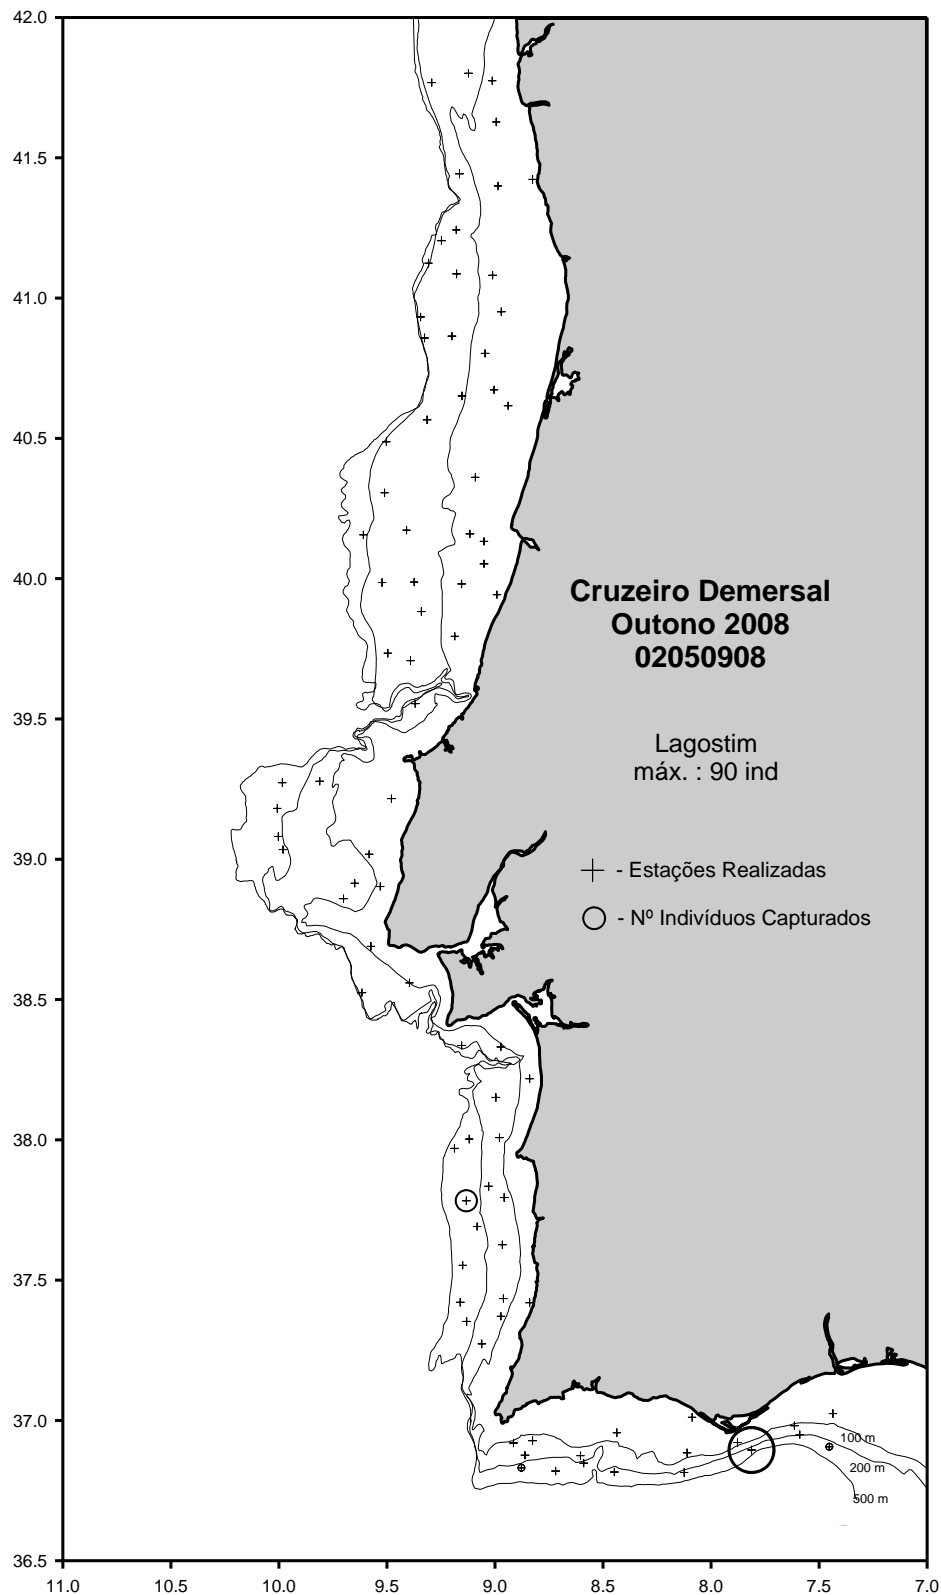 42.0
41.5
41.0
40.5
40.0
Cruzeiro Demersal
Outono 2008
02050908
39.5
Lagostim
máx. : 90 ind
39.0
- Estações Realizadas
- Nº Indivíduos Capturados
38.5
38.0
37.5
37.0
100 m
200 m
500 m
36.5
11.0 10.5 10.0 9.5 9.0 8.5 8.0 7.5 7.0